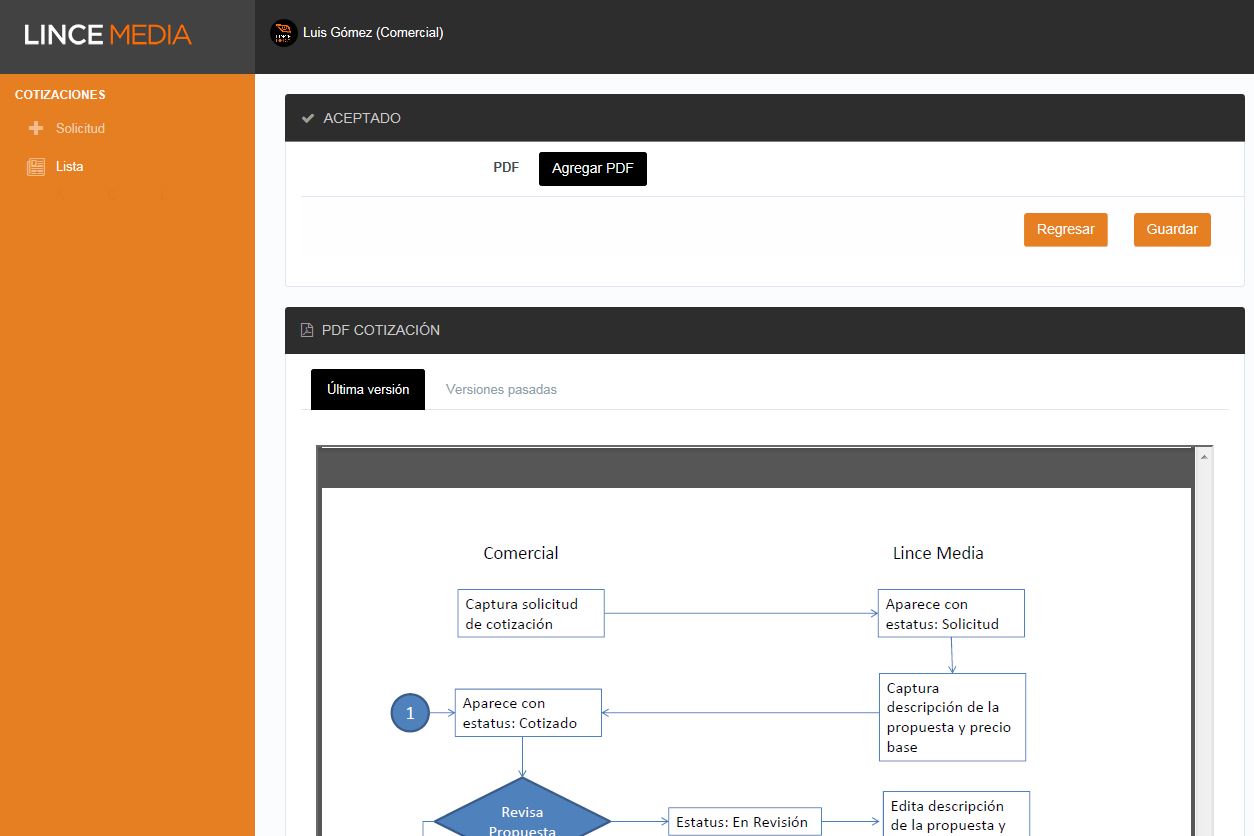 LINCE MEDIA
Luis Gómez (Comercial)
COTIZACIONES
Solicitud
Lista
ACEPTADO
PDF
Agregar PDF
Regresar
Guardar
PDF COTIZACIÓN
Última versión
Versiones pasadas
Comercial
Lince Media
Captura solicitud
de cotización
Aparece con
estatus: Solicitud
1
Aparece con
estatus: Cotizado
Captura
descripción de la
propuesta y precio
base
Revisa
Propuesta
Estatus: En Revisión
Edita descripción
de la propuesta y